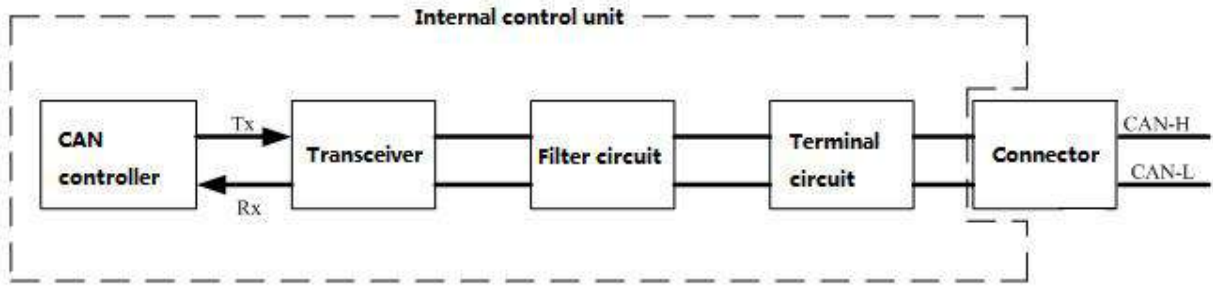 Internal control unit
CAN
controller
Tx
Rx
Transceiver
Filter circuit
Terminal
circuit
Connector
CAN-H
CAN-L